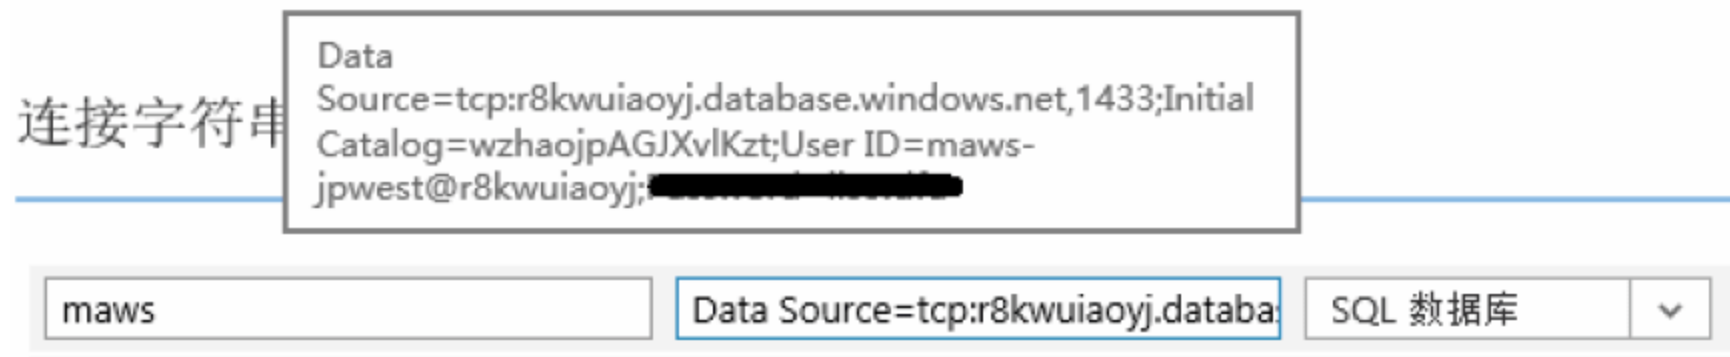 连接字符串
Data
Source=tcp:r8kwuiaoyj.database.windows.net,1433;Initial
Catalog=wzhaojpAGJXvlKzt;User ID=maws-
jpwest@r8kwuiaoyj;
maws
Data Source=tcp:r8kwuiaoyj.databa
SQL 数据库